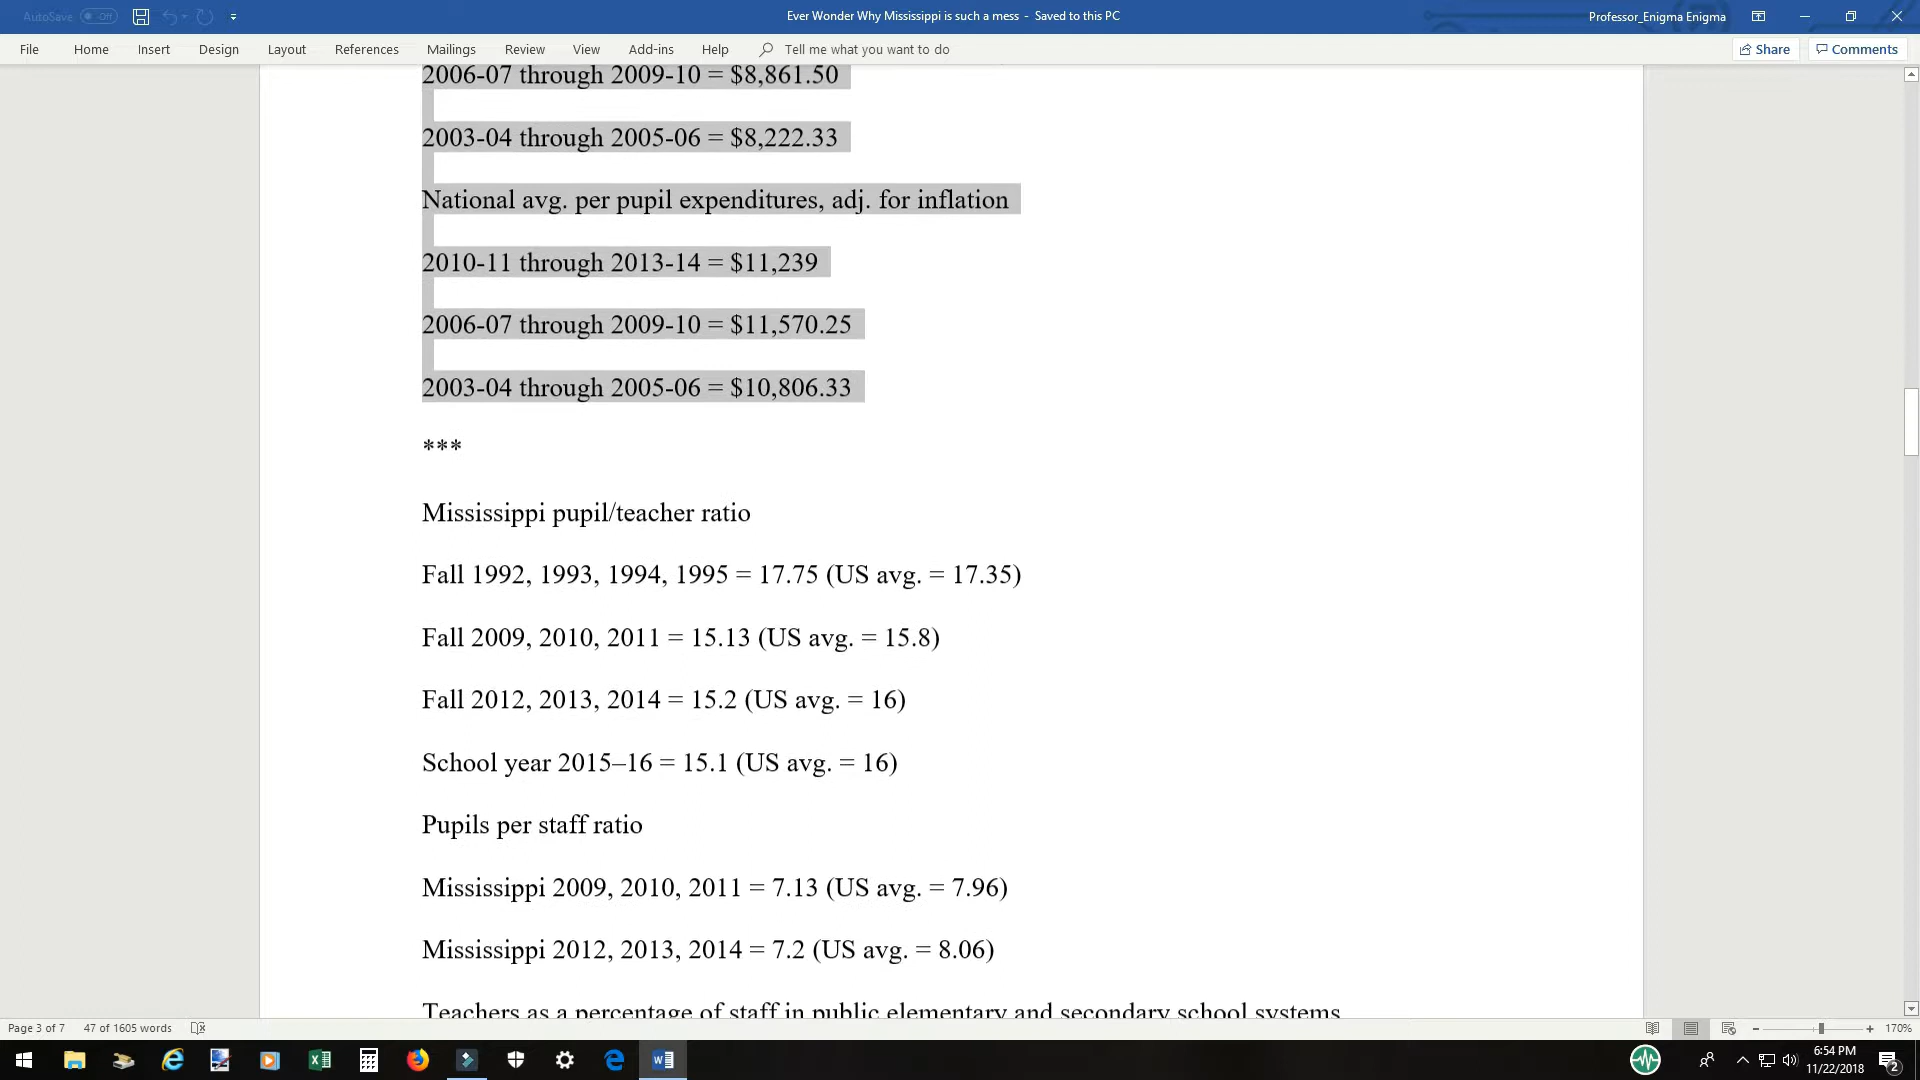 AutoSave Off
Ever Wonder Why Mississippi is such a mess - Saved to this PC
Professor_Enigma Enigma
File Home Insert Design Layout References Mailings Review View Add-ins Help Tell me what you want to do
Share Comments
2006-07 through 2009-10 = $8,861.50
2003-04 through 2005-06 = $8,222.33
National avg. per pupil expenditures, adj. for inflation
2010-11 through 2013-14 = $11,239
2006-07 through 2009-10 = $11,570.25
2003-04 through 2005-06 = $10,806.33
***
Mississippi pupil/teacher ratio
Fall 1992, 1993, 1994, 1995 = 17.75 (US avg. = 17.35)
Fall 2009, 2010, 2011 = 15.13 (US avg. = 15.8)
Fall 2012, 2013, 2014 = 15.2 (US avg. = 16)
School year 2015–16 = 15.1 (US avg. = 16)
Pupils per staff ratio
Mississippi 2009, 2010, 2011 = 7.13 (US avg. = 7.96)
Mississippi 2012, 2013, 2014 = 7.2 (US avg. = 8.06)
Teachers as a percentage of staff in public elementary and secondary school systems
Page 3 of 7 47 of 1605 words
170%
6:54 PM
11/22/2018
2